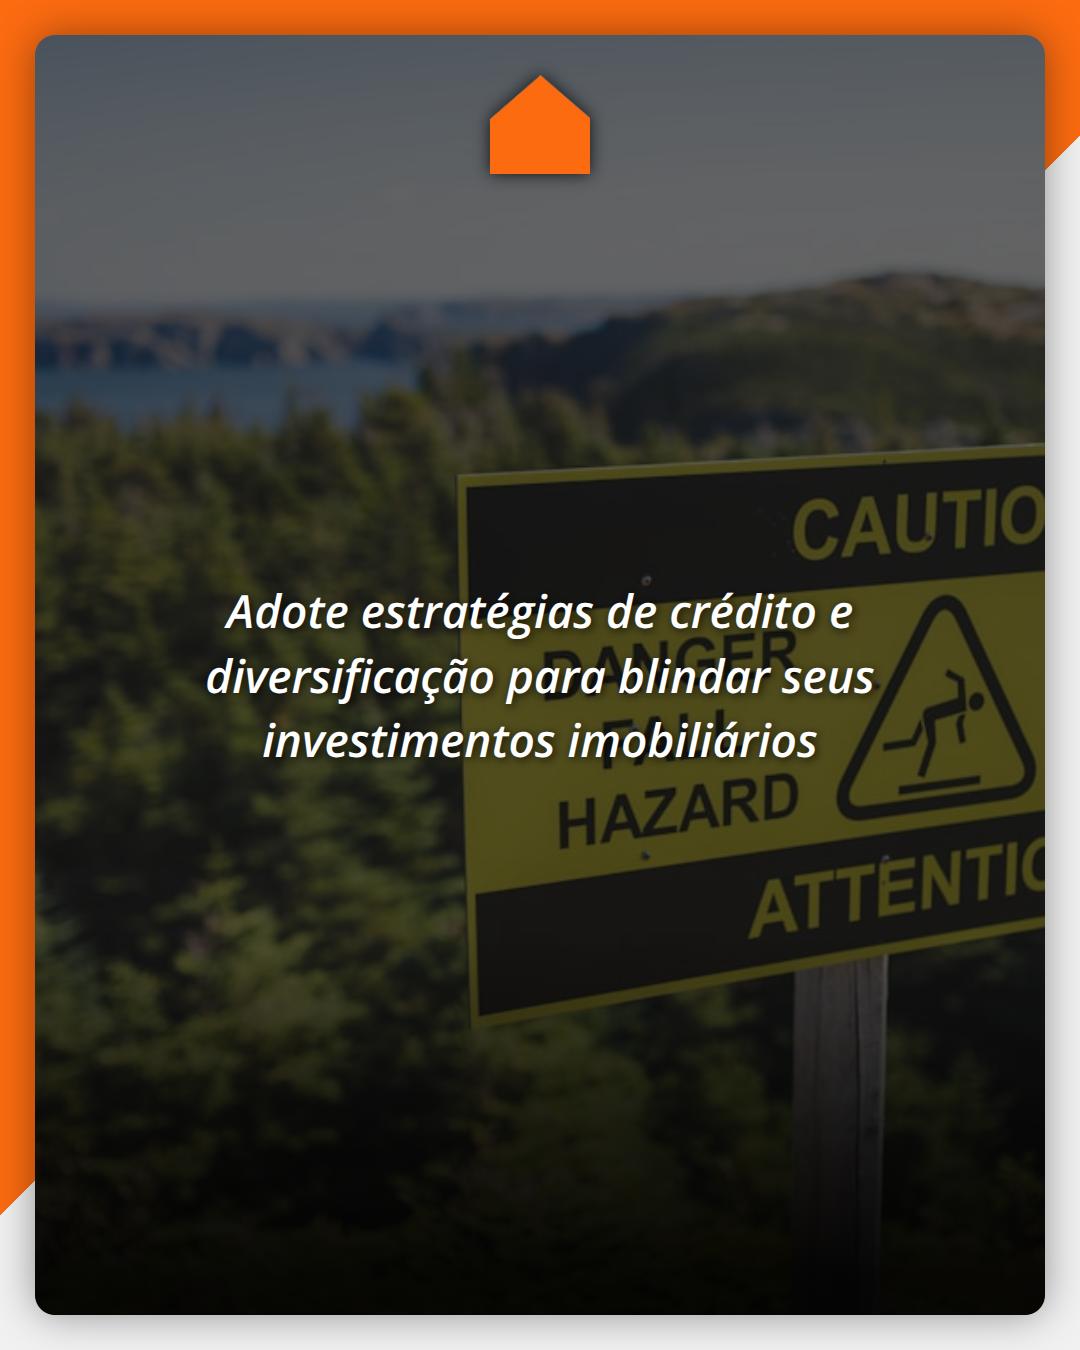 CAUTIO
Adote estratégias de crédito e
DANGER
diversificação para blindar seus
FALL
investimentos imobiliários
HAZARD
ATTENTIO